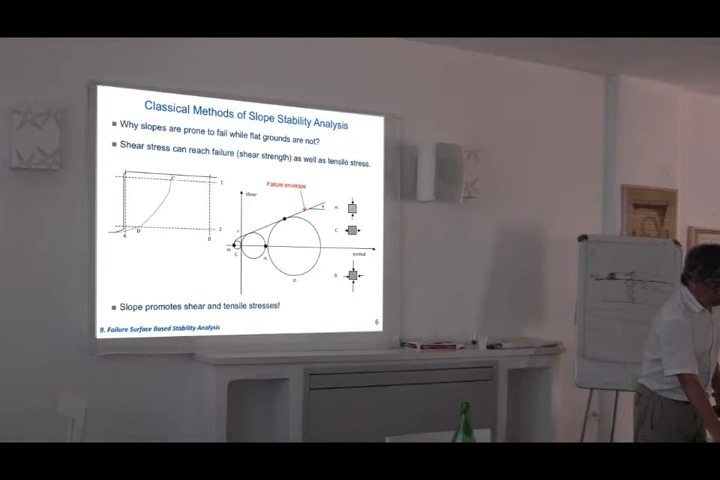 Classical Methods of Slope Stability Analysis
Why slopes are prone to fail while flat grounds are not?
Shear stress can reach failure (shear strength) as well as tensile stress.
Failure envelope
shear
1
2
A
D
B
C
normal
C
D
Slope promotes shear and tensile stresses!
9. Failure Surface Based Stability Analysis
6